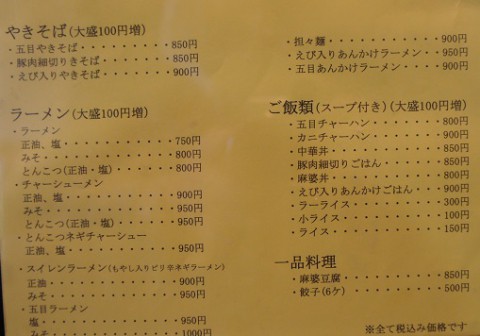 やきそば(大盛100円増)
・五目やきそば・・・・・・・・・850円
・豚肉細切りきそば・・・・・・・850円
・えび入りやきそば・・・・・・・900円
ラーメン(大盛100円増)
・ラーメン
正油、塩・・・・・・・・・・・750円
みそ・・・・・・・・・・・・・800円
とんこつ(正油・塩)・・・・・・800円
・チャーシューメン
正油、塩・・・・・・・・・・・900円
みそ・・・・・・・・・・・・・950円
とんこつ(正油・塩)・・・・・・950円
・とんこつネギチャーシュー
正油、塩・・・・・・・・・・・950円
・スイレンラーメン(もやし入りピリ辛ネギラーメン)
正油・・・・・・・・・・・・・900円
みそ・・・・・・・・・・・・・950円
・五目ラーメン
塩・・・・・・・・・・・・・・950円
みそ・・・・・・・・・・・・・1000円
・担々麺・・・・・・・・・・・・900円
・えび入りあんかけラーメン・・・950円
・五目あんかけラーメン・・・・・900円
ご飯類(スープ付き)(大盛100円増)
・五目チャーハン・・・・・・・・800円
・カニチャーハン・・・・・・・・900円
・中華丼・・・・・・・・・・・・850円
・豚肉細切りごはん・・・・・・・850円
・麻婆丼・・・・・・・・・・・・850円
・えび入りあんかけごはん・・・・900円
・ラーライス・・・・・・・・・・300円
・小ライス・・・・・・・・・・・100円
・ライス・・・・・・・・・・・・150円
一品料理
・麻婆豆腐・・・・・・・・・・・850円
・餃子(6ケ)・・・・・・・・・・500円
※全て税込み価格です